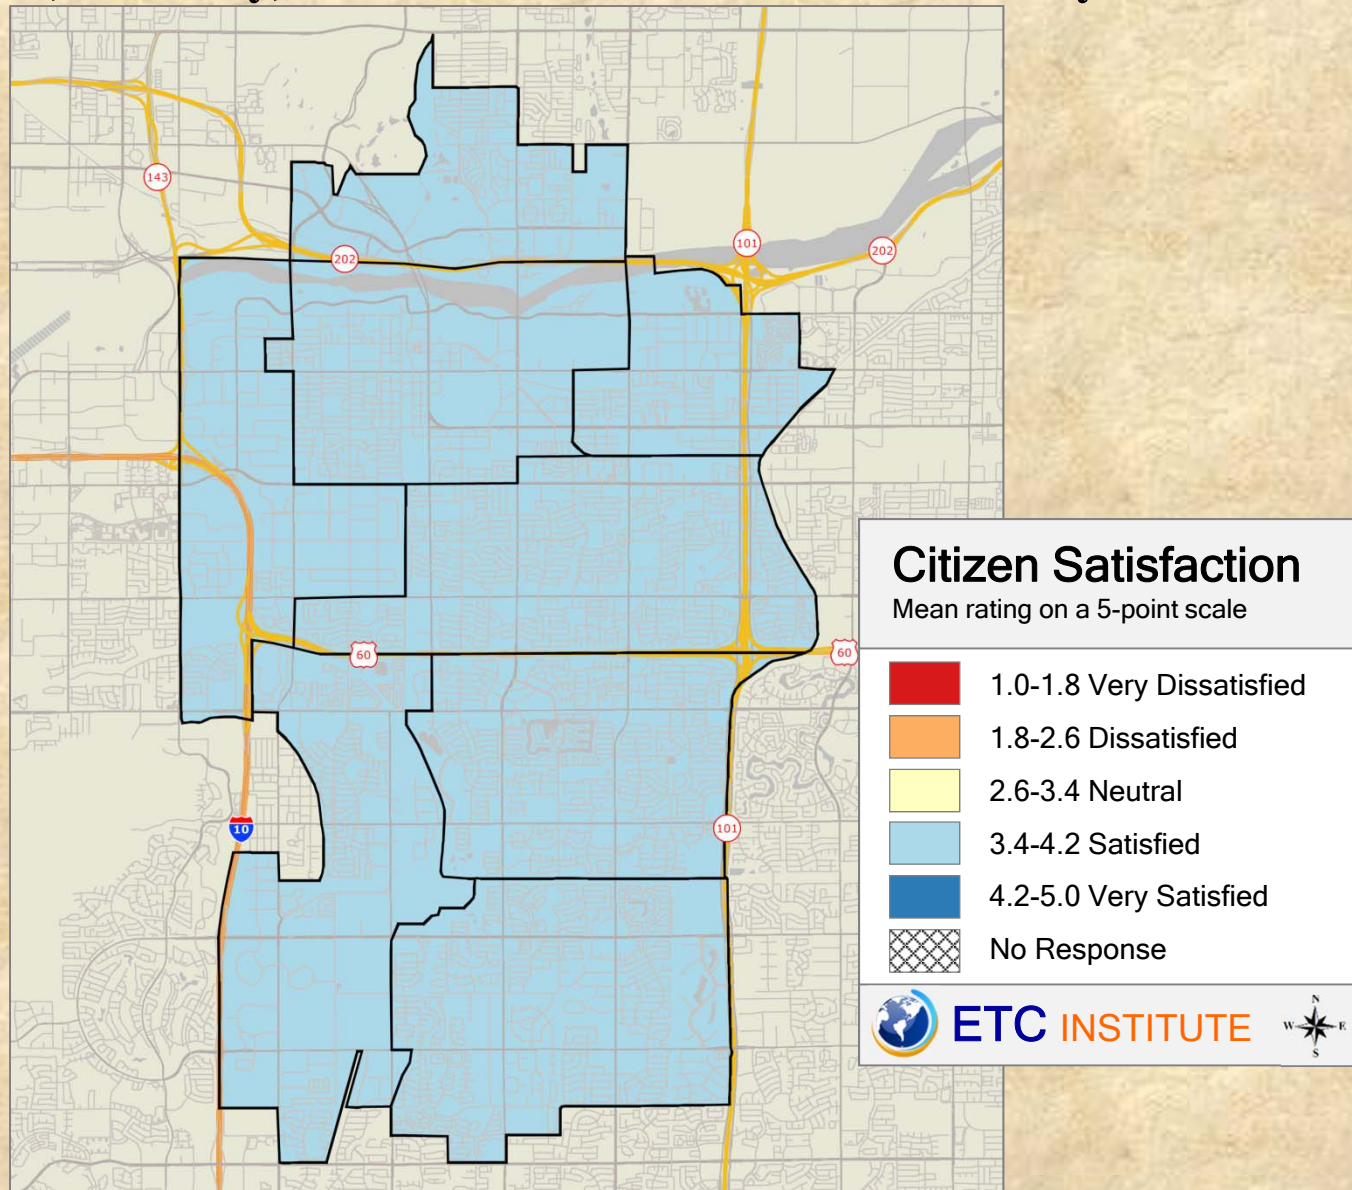 143
202
101
202
Citizen Satisfaction
Mean rating on a 5-point scale
60
60
1.0-1.8 Very Dissatisfied
1.8-2.6 Dissatisfied
2.6-3.4 Neutral
10
101
3.4-4.2 Satisfied
4.2-5.0 Very Satisfied
No Response
ETC INSTITUTE
N
W E
S